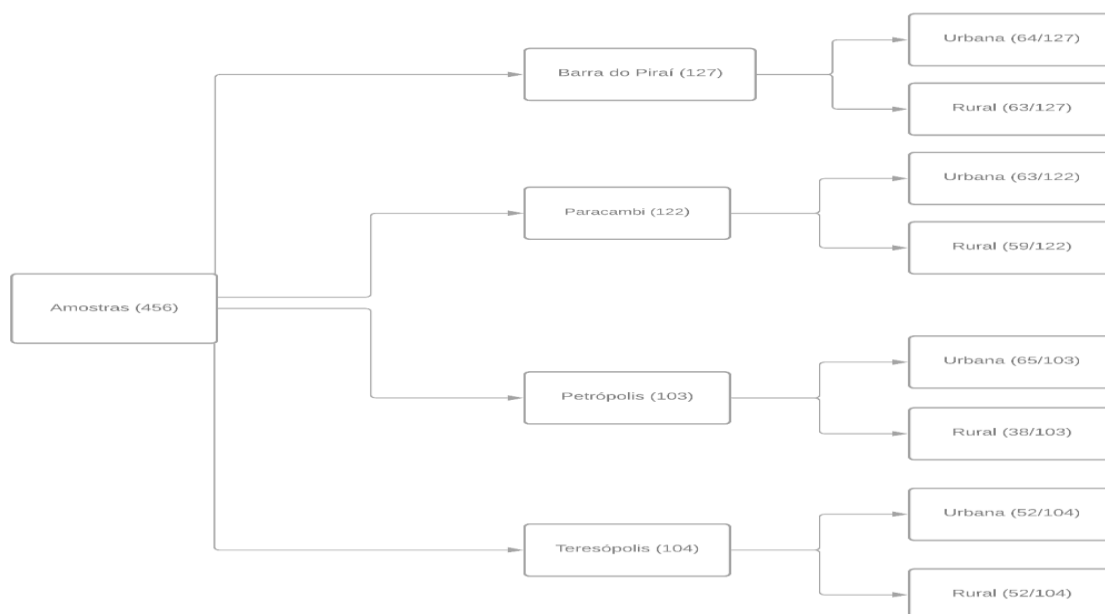 Amostras (456)
Barra do Piraí (127)
Urbana (64/127)
Rural (63/127)
Paracambi (122)
Urbana (63/122)
Rural (59/122)
Petrópolis (103)
Urbana (65/103)
Rural (38/103)
Teresópolis (104)
Urbana (52/104)
Rural (52/104)